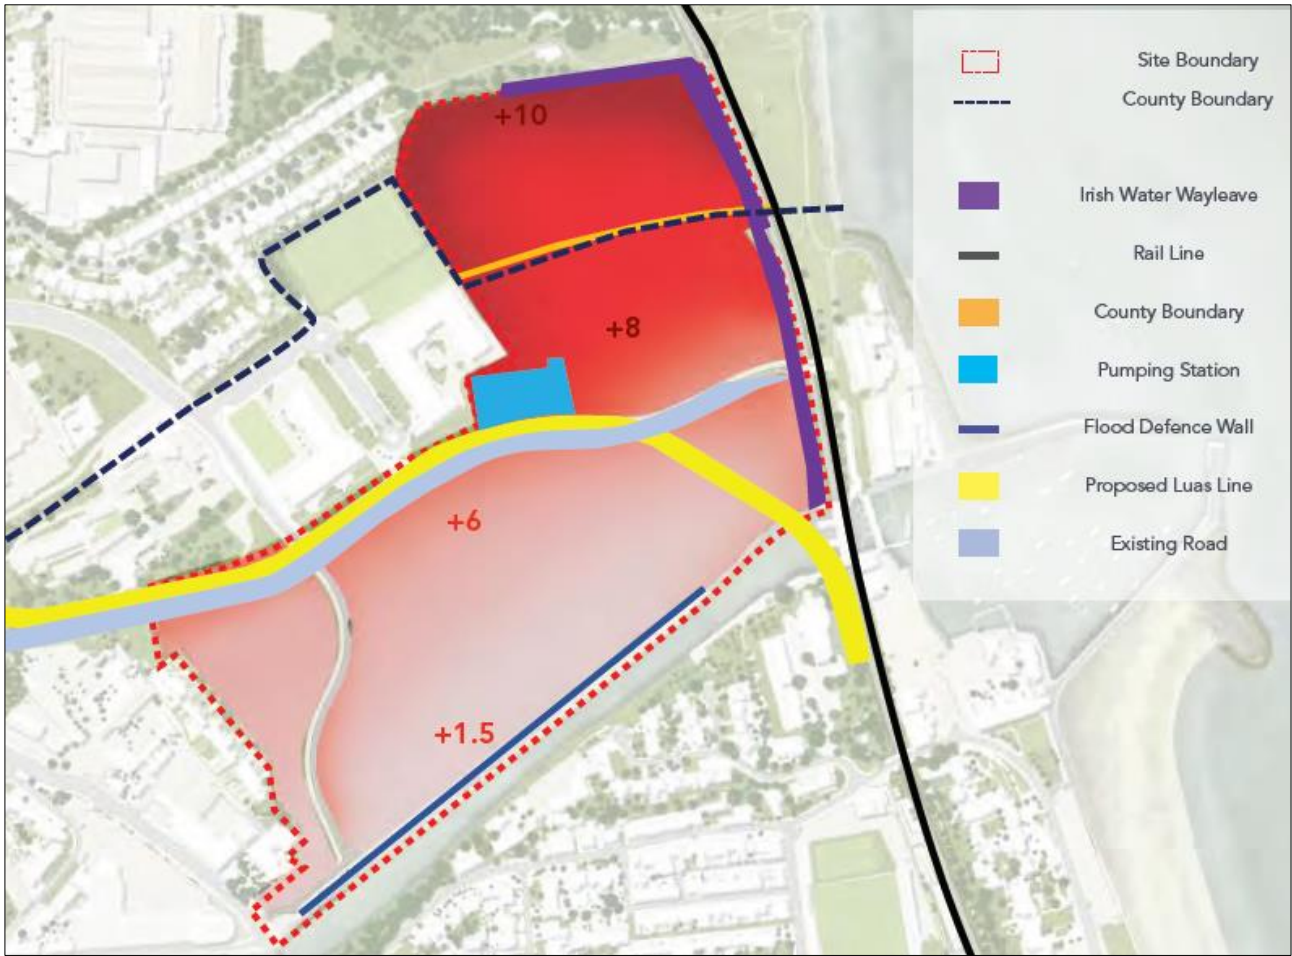 Site Boundary
County Boundary
Irish Water Wayleave
Rail Line
County Boundary
Pumping Station
Flood Defence Wall
Proposed Luas Line
Existing Road
+10
+8
+6
+1.5